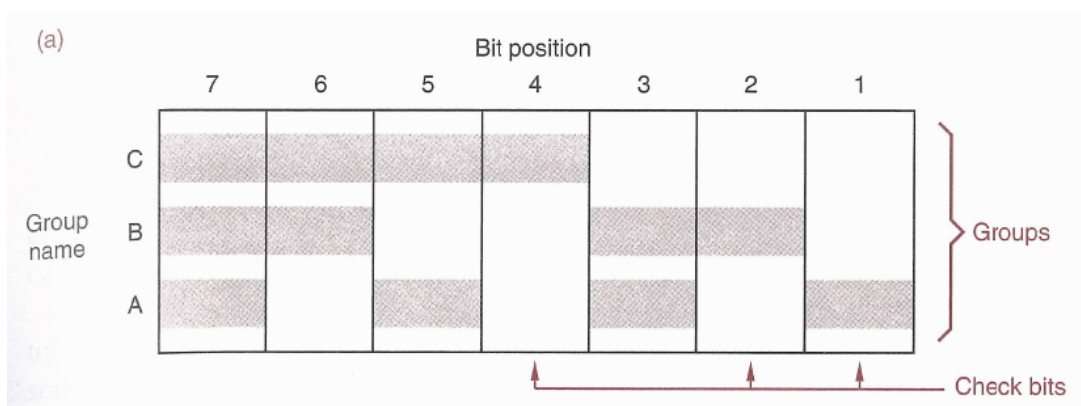 (a)
Bit position
7 6 5 4 3 2 1
C
Group
name
B
Groups
A
Check bits